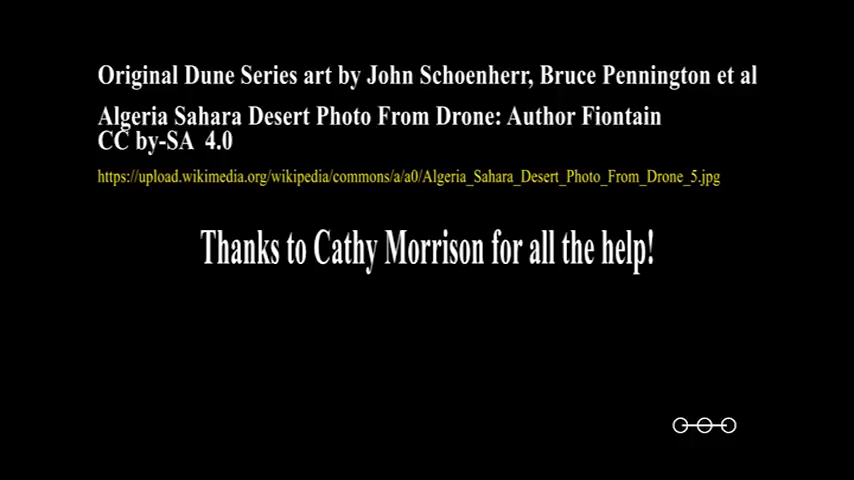 Original Dune Series art by John Schoenherr, Bruce Pennington et al
Algeria Sahara Desert Photo From Drone: Author Fiontain
CC by-SA 4.0
https://upload.wikimedia.org/wikipedia/commons/a/a0/Algeria_Sahara_Desert_Photo_From_Drone_5.jpg
Thanks to Cathy Morrison for all the help!